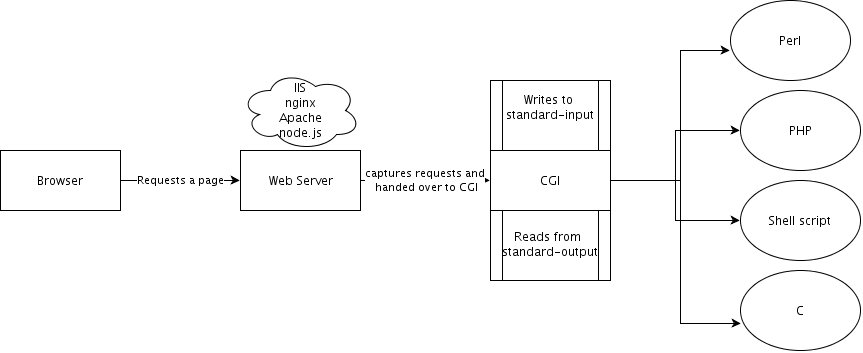 IIS
nginx
Apache
node.js
Browser
Requests a page
Web Server
captures requests and
handed over to CGI
Writes to
standard-input
CGI
Reads from
standard-output
Perl
PHP
Shell script
C